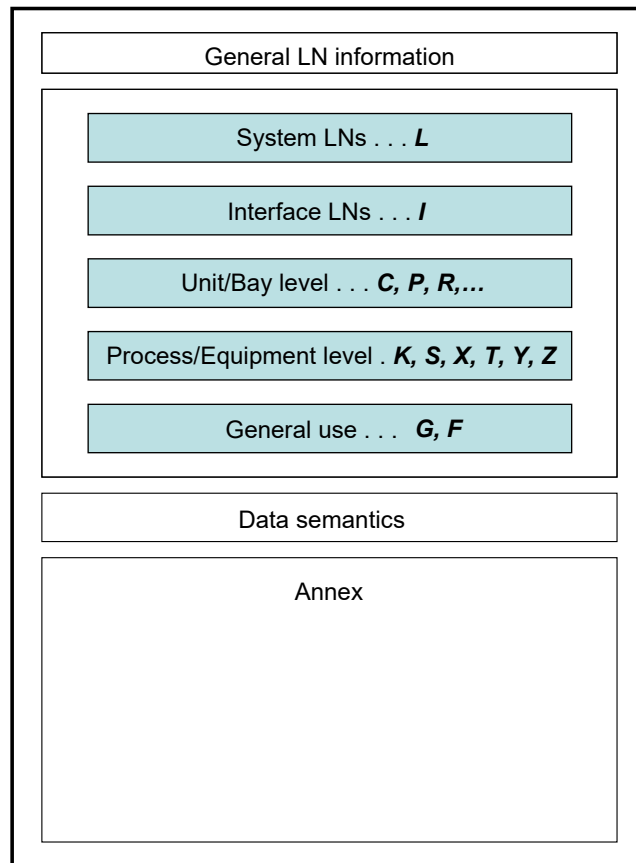 General LN information
System LNs . . . L
Interface LNs . . . I
Unit/Bay level . . . C, P, R,...
Process/Equipment level . K, S, X, T, Y, Z
General use . . . G, F
Data semantics
Annex